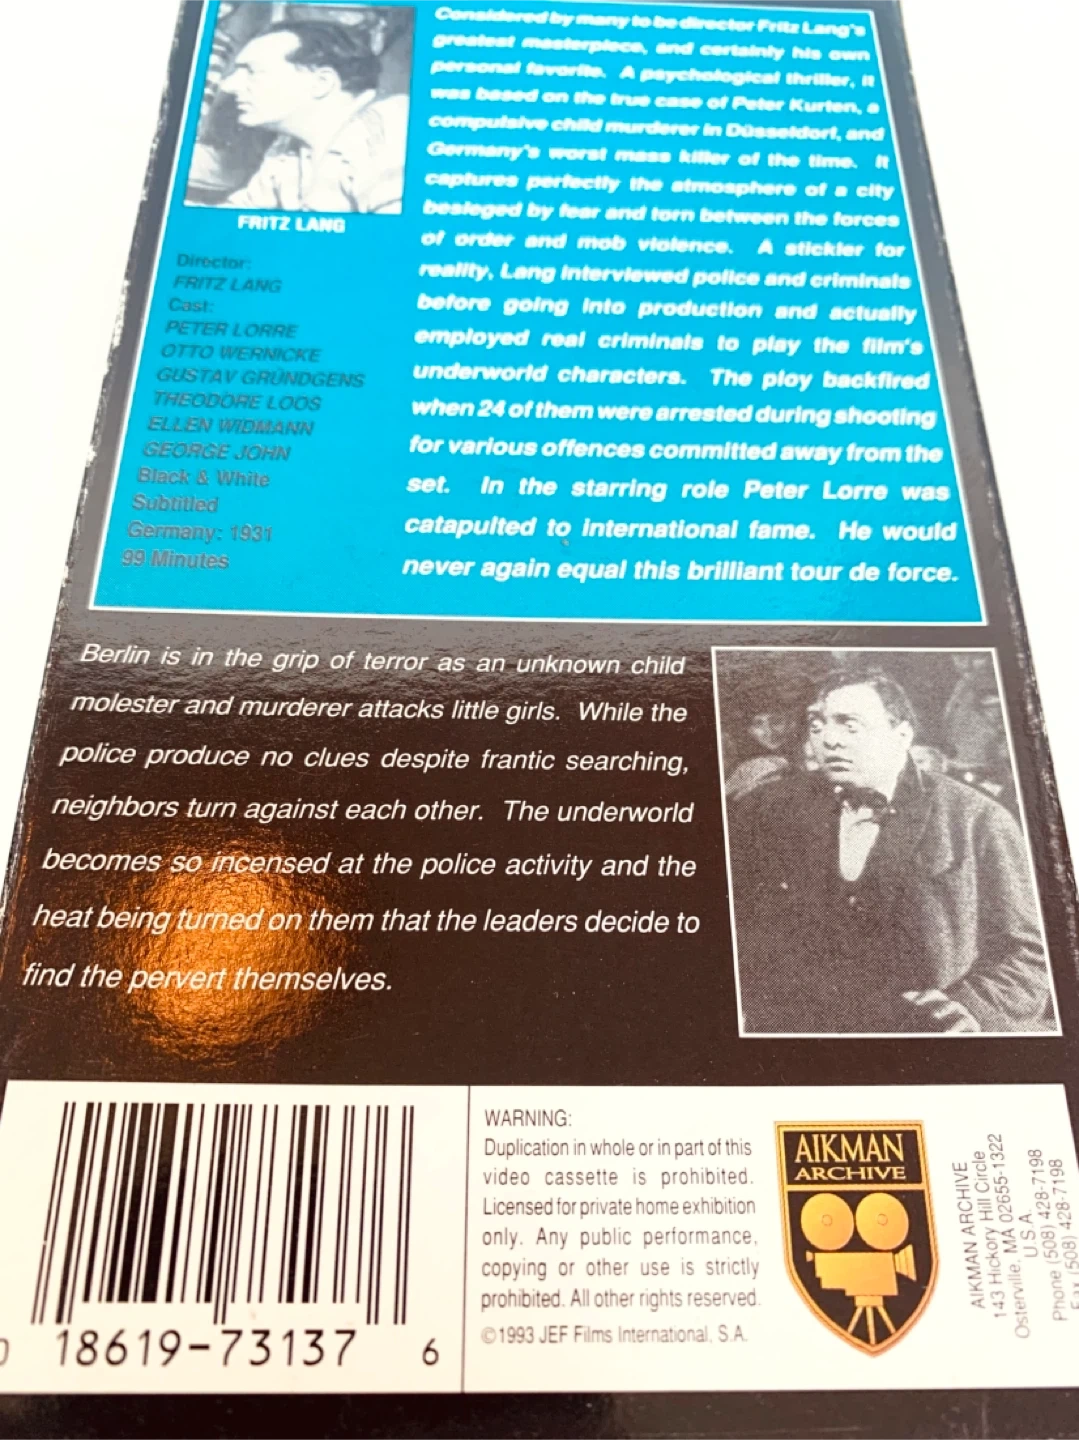 Considered by many to be director Fritz Lang's
greatest masterpiece, and certainly his own
personal favorite. A psychological thriller, it
was based on the true case of Peter Kurten, a
compulsive child murderer in Düsseldorf, and
Germany's worst mass killer of the time. It
captures perfectly the atmosphere of a city
besieged by fear and torn between the forces
of order and mob violence. A stickler for
reality, Lang interviewed police and criminals
before going into production and actually
employed real criminals to play the film's
underworld characters. The ploy backfired
when 24 of them were arrested during shooting
for various offences committed away from the
set. In the starring role Peter Lorre was
catapulted to international fame. He would
never again equal this brilliant tour de force.
FRITZ LANG
Director:
FRITZ LANG
Cast:
PETER LORRE
OTTO WERNICKE
GUSTAV GRÜNDGENS
THEODORE LOOS
ELLEN WIDMANN
GEORGE JOHN
Black & White
Subtitled
Germany: 1931
99 Minutes
Berlin is in the grip of terror as an unknown child
molester and murderer attacks little girls. While the
police produce no clues despite frantic searching,
neighbors turn against each other. The underworld
becomes so incensed at the police activity and the
heat being turned on them that the leaders decide to
find the pervert themselves.
0 18619-73137 6
WARNING:
Duplication in whole or in part of this
video cassette is prohibited.
Licensed for private home exhibition
only. Any public performance,
copying or other use is strictly
prohibited. All other rights reserved.
©1993 JEF Films International, S.A.
AIKMAN
ARCHIVE
AIKMAN ARCHIVE
143 Hickory Hill Circle
Osterville, MA 02655-1322
U.S.A.
Phone (508) 428-7198
Fax (508) 428-7198